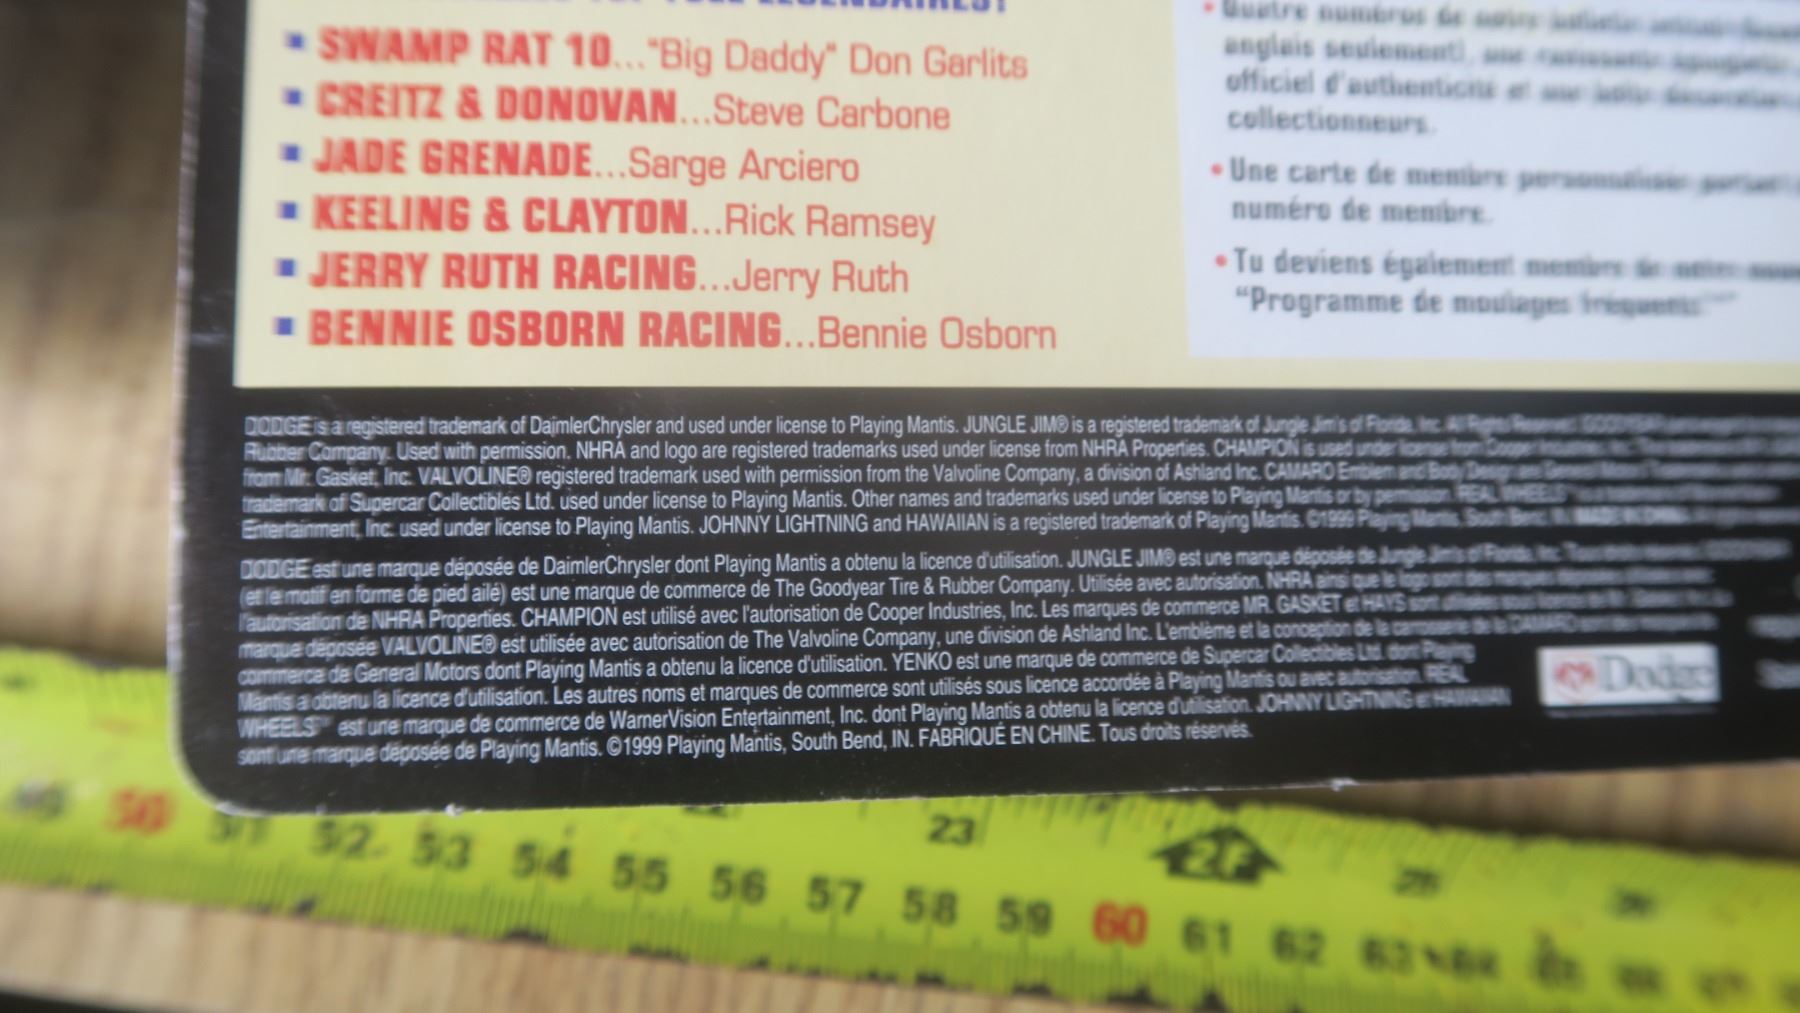 LÉGENDAIRES!
SWAMP RAT 10..."Big Daddy" Don Garlits
CREITZ & DONOVAN...Steve Carbone
JADE GRENADE...Sarge Arciero
KEELING & CLAYTON...Rick Ramsey
JERRY RUTH RACING...Jerry Ruth
BENNIE OSBORN RACING...Bennie Osborn
• Quatre numéros de notre
anglais seulement), une
officiel d'authenticité et une
collectionneurs.
• Une carte de membre
numéro de membre.
• Tu deviens également membre de
"Programme de moulages fréquents"
DODGE is a registered trademark of DaimlerChrysler and used under license to Playing Mantis. JUNGLE JIM® is a registered trademark of Jungle Jim's of Florida, Inc. All Rights Reserved.
Rubber Company. Used with permission. NHRA and logo are registered trademarks used under license from NHRA Properties. CHAMPION is used under license from Cooper
from Mr. Gasket, Inc. VALVOLINE® registered trademark used with permission from the Valvoline Company, a division of Ashland Inc. CAMARO Emblem and Body Design
trademark of Supercar Collectibles Ltd. used under license to Playing Mantis. Other names and trademarks used under license to Playing Mantis or by permission. REAL WHEELS
Entertainment, Inc. used under license to Playing Mantis. JOHNNY LIGHTNING and HAWAIIAN is a registered trademark of Playing Mantis. ©1999 Playing Mantis, South Bend, IN. MADE IN CHINA.
DODGE est une marque déposée de DaimlerChrysler dont Playing Mantis a obtenu la licence d'utilisation. JUNGLE JIM® est une marque déposée de Jungle Jim's of Florida, Inc.
(et le motif en forme de pied ailé) est une marque de commerce de The Goodyear Tire & Rubber Company. Utilisée avec autorisation. NHRA ainsi que le logo sont des
l'autorisation de NHRA Properties. CHAMPION est utilisé avec l'autorisation de Cooper Industries, Inc. Les marques de commerce MR. GASKET et HAYS sont
marque déposée VALVOLINE® est utilisée avec autorisation de The Valvoline Company, une division de Ashland Inc. L'emblème et la conception de la
commerce de General Motors dont Playing Mantis a obtenu la licence d'utilisation. YENKO est une marque de commerce de Supercar Collectibles Ltd. dont Playing
Mantis a obtenu la licence d'utilisation. Les autres noms et marques de commerce sont utilisés sous licence accordée à Playing Mantis ou avec autorisation. REAL
WHEELS™ est une marque de commerce de WarnerVision Entertainment, Inc. dont Playing Mantis a obtenu la licence d'utilisation. JOHNNY LIGHTNING et HAWAIIAN
sont une marque déposée de Playing Mantis. ©1999 Playing Mantis, South Bend, IN. FABRIQUÉ EN CHINE. Tous droits réservés.
Dodge
23 2F 25 26
50 51 52 53 54 55 56 57 58 59 60 61 62 63 64 65